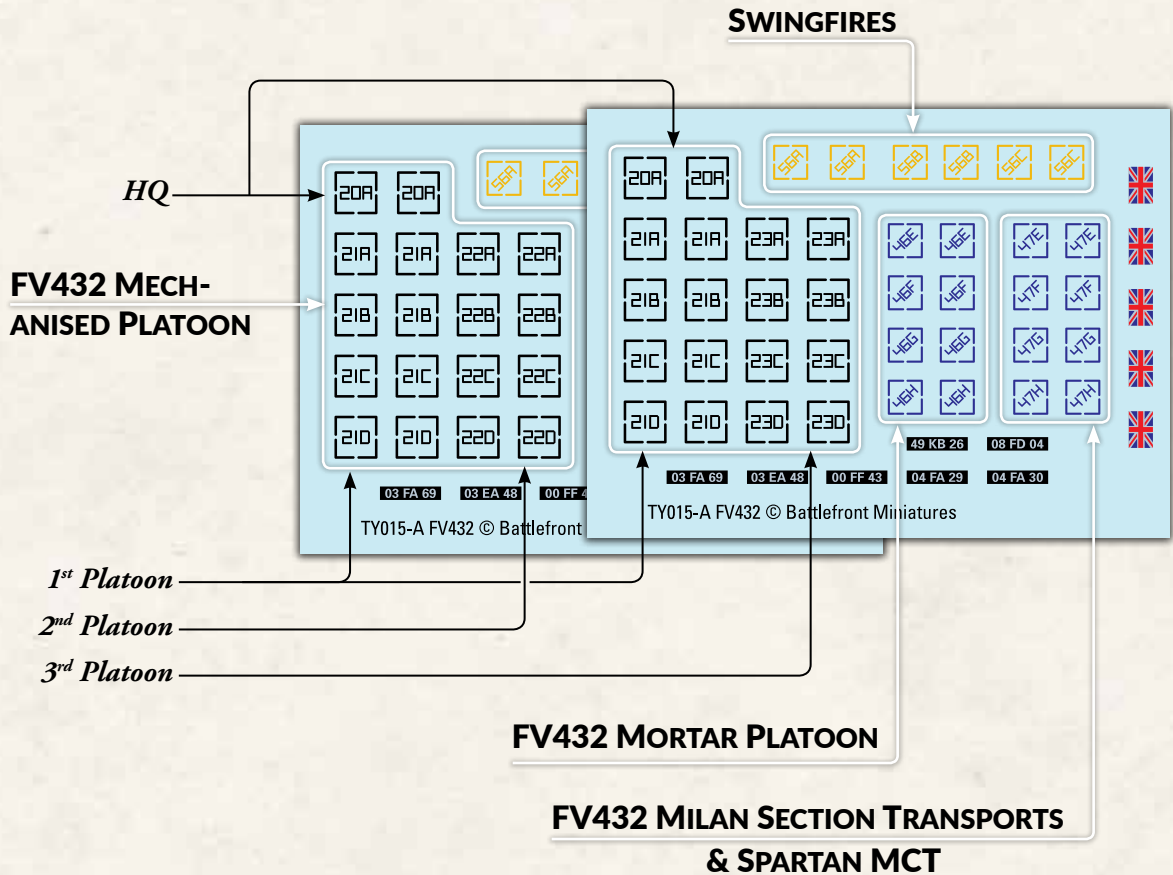 SWINGFIRES
HQ
FV432 MECH-
ANISED PLATOON
20A 20A
21A 21A 22A 22A
21B 21B 22B 22B
21C 21C 22C 22C
21D 21D 22D 22D
56A 56A
03 FA 69 03 EA 48 00 FF 4
TY015-A FV432 © Battlefront
20A 20A
21A 21A 23A 23A
21B 21B 23B 23B
21C 21C 23C 23C
21D 21D 23D 23D
56A 56A 56B 56B 56C 56C
46E 46E
46F 46F
46G 46G
46H 46H
47E 47E
47F 47F
47G 47G
47H 47H
49 KB 26 08 FD 04
03 FA 69 03 EA 48 00 FF 43 04 FA 29 04 FA 30
TY015-A FV432 © Battlefront Miniatures
1st Platoon
2nd Platoon
3rd Platoon
FV432 MORTAR PLATOON
FV432 MILAN SECTION TRANSPORTS
& SPARTAN MCT